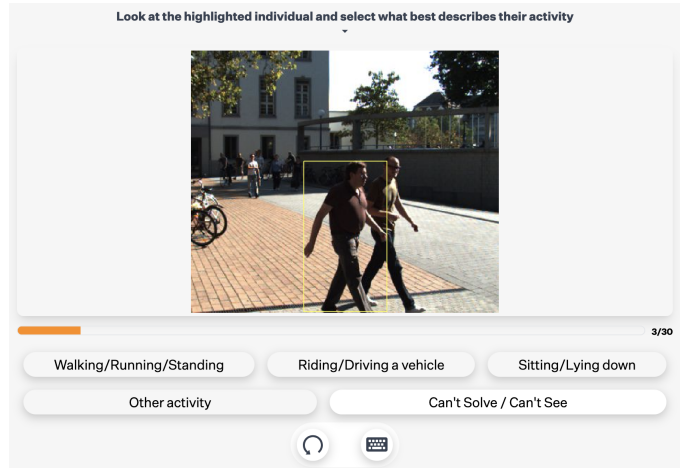 Look at the highlighted individual and select what best describes their activity
3/30
Walking/Running/Standing
Riding/Driving a vehicle
Sitting/Lying down
Other activity
Can't Solve / Can't See